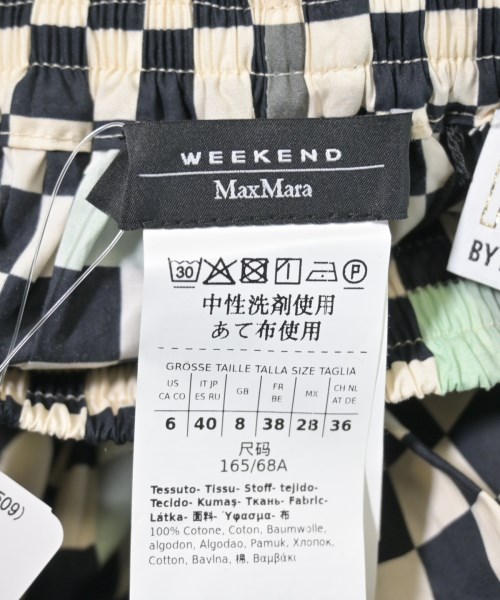 WEEKEND
MaxMara
30
中性洗剤使用
あて布使用
GRÖSSE TAILLE TALLA SIZE TAGLIA
US CA CO
IT JP ES RU
GB
FR BE
MX
CH NL AT DE
6 40 8 38 28 36
尺码
165/68A
Tessuto- Tissu- Stoff- tejido-
Tecido- Kumaş- Ткань- Fabric-
Látka- 面料- Ύφασμα- 布
100% Cotone, Coton, Baumwolle,
algodon, Algodao, Pamuk, Хлопок,
Cotton, Bavlna, 棉, Βαμβάκι
BY
509)